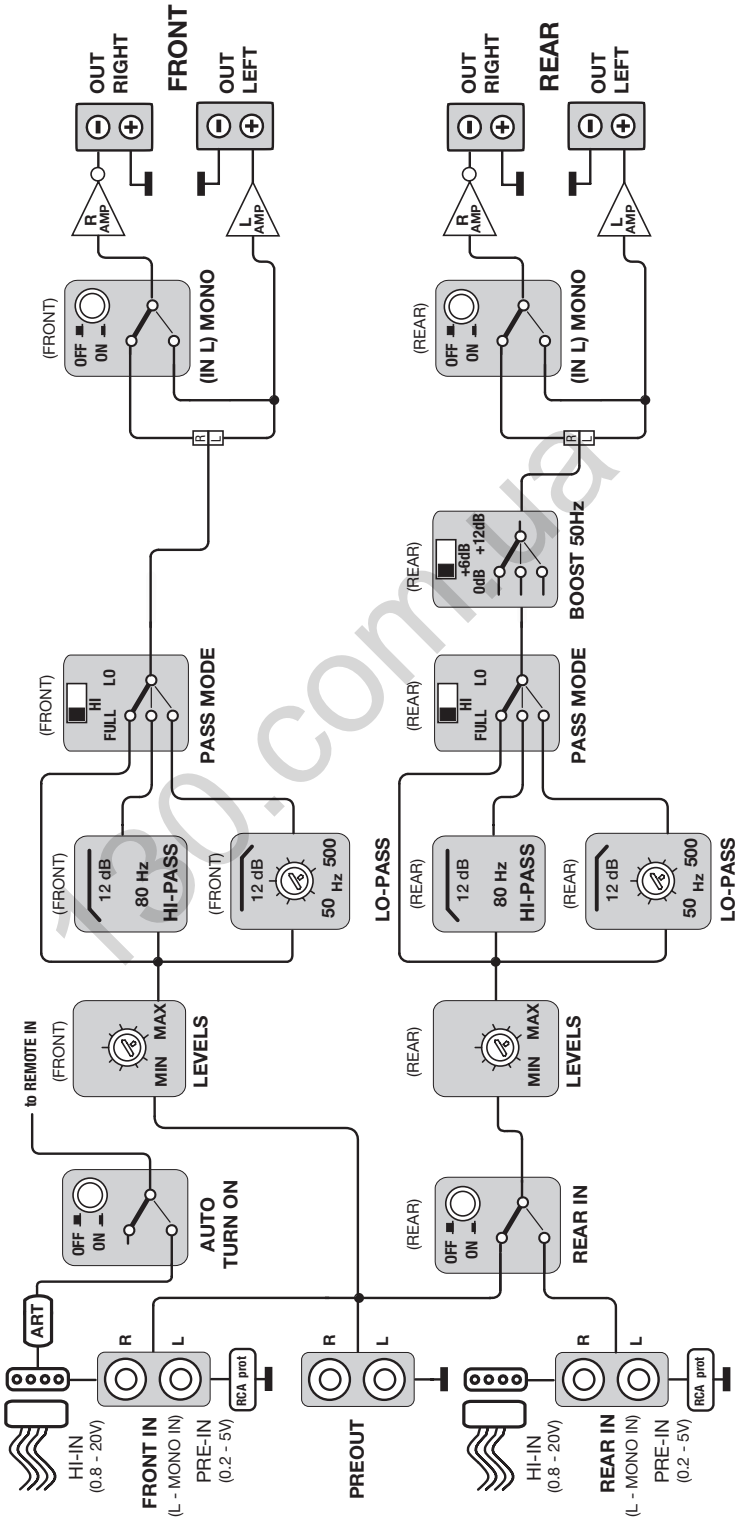 HI-IN
(0.8 - 20V)
FRONT IN
(L - MONO IN)
PRE-IN
(0.2 - 5V)
ART
R
L
RCA prot
AUTO
TURN ON
OFF
ON
to REMOTE IN
(FRONT)
MIN MAX
LEVELS
(FRONT)
12 dB
80 Hz
HI-PASS
(FRONT)
12 dB
50 Hz 500
LO-PASS
(FRONT)
FULL HI LO
PASS MODE
(FRONT)
OFF
ON
(IN L) MONO
R
L
R
AMP
L
AMP
OUT
RIGHT
FRONT
OUT
LEFT
PREOUT
R
L
HI-IN
(0.8 - 20V)
REAR IN
(L - MONO IN)
PRE-IN
(0.2 - 5V)
R
L
RCA prot
(REAR)
OFF
ON
REAR IN
(REAR)
MIN MAX
LEVELS
(REAR)
12 dB
80 Hz
HI-PASS
(REAR)
12 dB
50 Hz 500
LO-PASS
(REAR)
FULL HI LO
PASS MODE
(REAR)
0dB +6dB +12dB
BOOST 50Hz
R
L
(REAR)
OFF
ON
(IN L) MONO
R
AMP
L
AMP
OUT
RIGHT
REAR
OUT
LEFT
130.com.ua